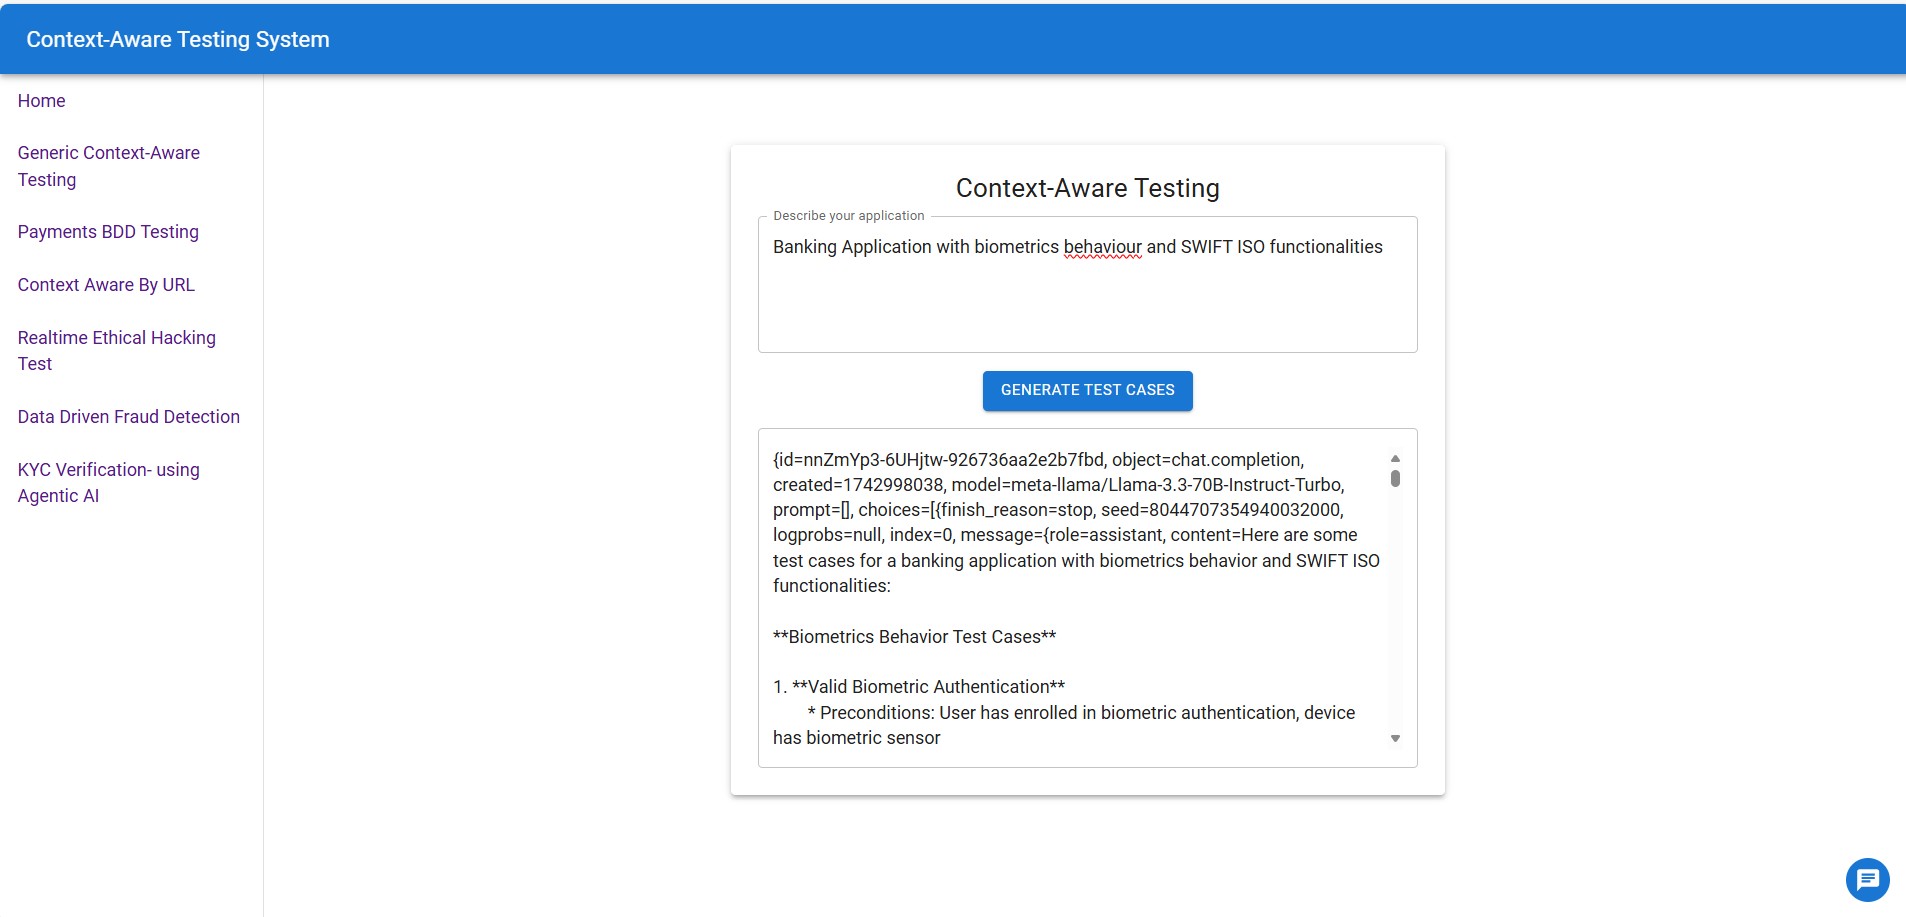 Context-Aware Testing System
Home
Generic Context-Aware
Testing
Payments BDD Testing
Context Aware By URL
Realtime Ethical Hacking
Test
Data Driven Fraud Detection
KYC Verification- using
Agentic AI
Context-Aware Testing
Describe your application
Banking Application with biometrics behaviour and SWIFT ISO functionalities
GENERATE TEST CASES
{id=nnZmYp3-6UHjtw-926736aa2e2b7fbd, object=chat.completion,
created=1742998038, model=meta-llama/Llama-3.3-70B-Instruct-Turbo,
prompt=[], choices=[{finish_reason=stop, seed=8044707354940032000,
logprobs=null, index=0, message={role=assistant, content=Here are some
test cases for a banking application with biometrics behavior and SWIFT ISO
functionalities:
**Biometrics Behavior Test Cases**
1. **Valid Biometric Authentication**
* Preconditions: User has enrolled in biometric authentication, device
has biometric sensor